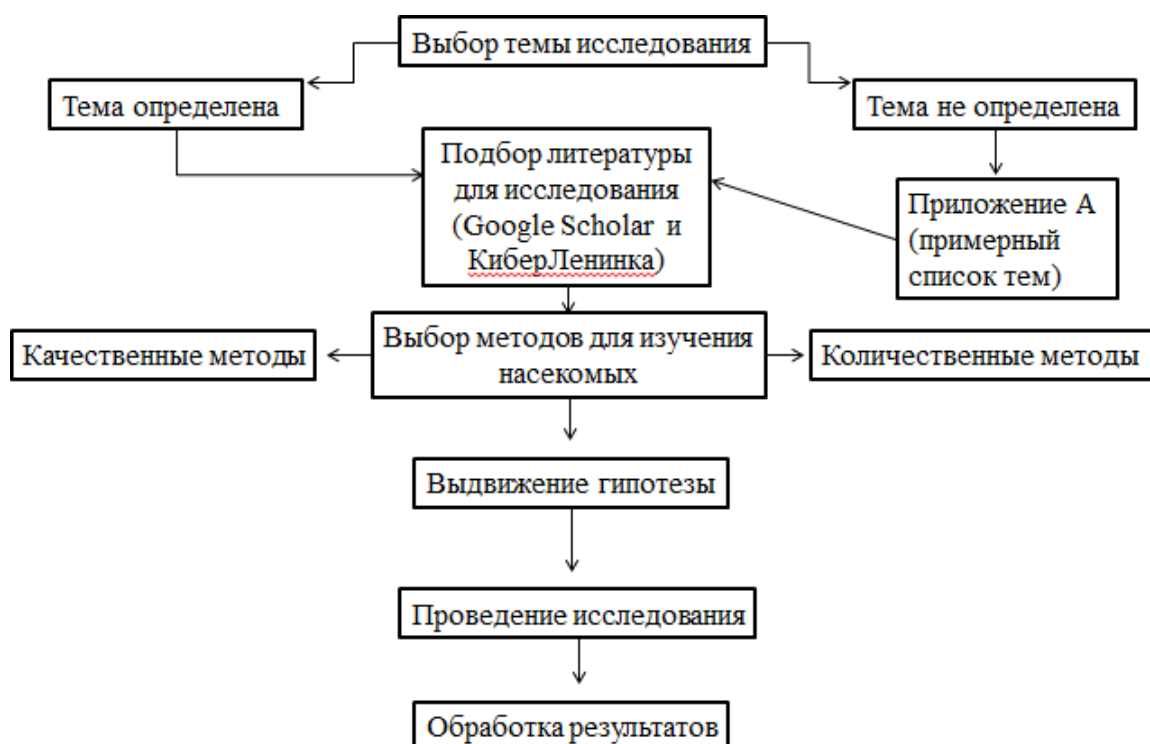 Выбор темы исследования
Тема определена
Тема не определена
Подбор литературы
для исследования
(Google Scholar и
КиберЛенинка)
Приложение А
(примерный
список тем)
Выбор методов для изучения
насекомых
Качественные методы
Количественные методы
Выдвижение гипотезы
Проведение исследования
Обработка результатов